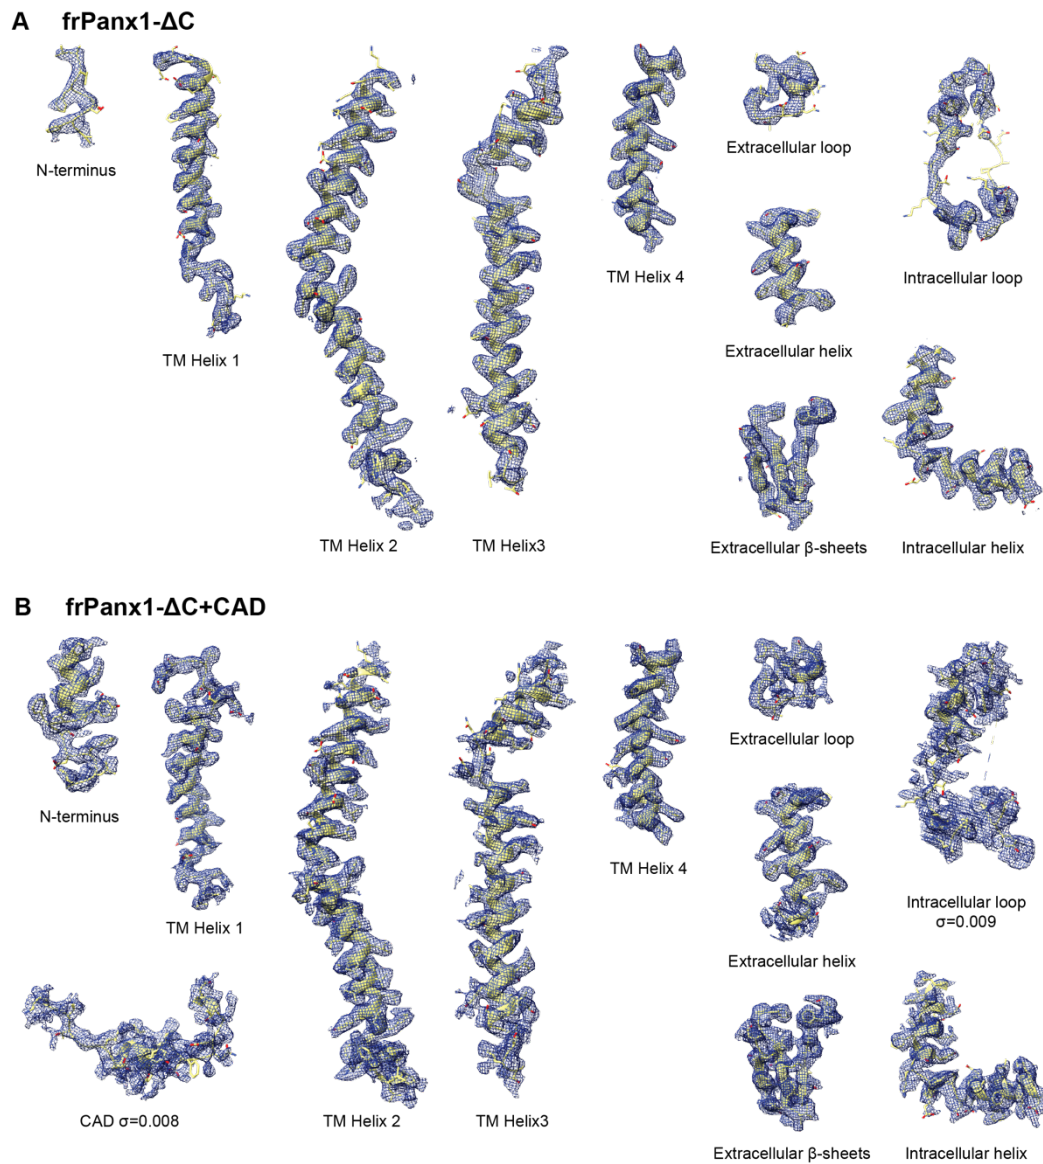 A frPanx1-ΔC
N-terminus
TM Helix 1
TM Helix 2
TM Helix3
TM Helix 4
Extracellular loop
Extracellular helix
Extracellular β-sheets
Intracellular loop
Intracellular helix
B frPanx1-ΔC+CAD
N-terminus
TM Helix 1
CAD σ=0.008
TM Helix 2
TM Helix3
TM Helix 4
Extracellular loop
Extracellular helix
Extracellular β-sheets
Intracellular loop
σ=0.009
Intracellular helix